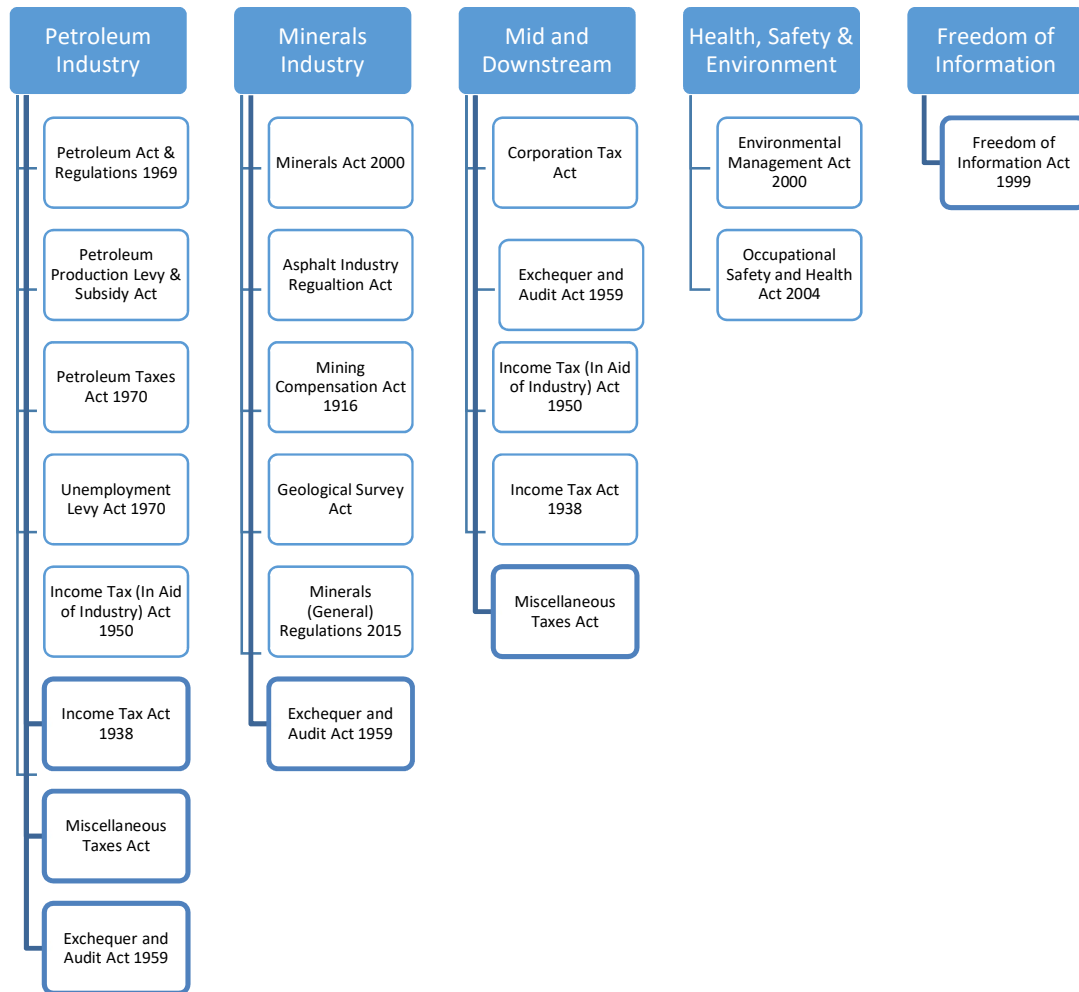 Petroleum
Industry
Petroleum Act &
Regulations 1969
Petroleum
Production Levy &
Subsidy Act
Petroleum Taxes
Act 1970
Unemployment
Levy Act 1970
Income Tax (In Aid
of Industry) Act
1950
Income Tax Act
1938
Miscellaneous
Taxes Act
Exchequer and
Audit Act 1959
Minerals
Industry
Minerals Act 2000
Asphalt Industry
Regualtion Act
Mining
Compensation Act
1916
Geological Survey
Act
Minerals
(General)
Regulations 2015
Exchequer and
Audit Act 1959
Mid and
Downstream
Corporation Tax
Act
Exchequer and
Audit Act 1959
Income Tax (In Aid
of Industry) Act
1950
Income Tax Act
1938
Miscellaneous
Taxes Act
Health, Safety &
Environment
Environmental
Management Act
2000
Occupational
Safety and Health
Act 2004
Freedom of
Information
Freedom of
Information Act
1999